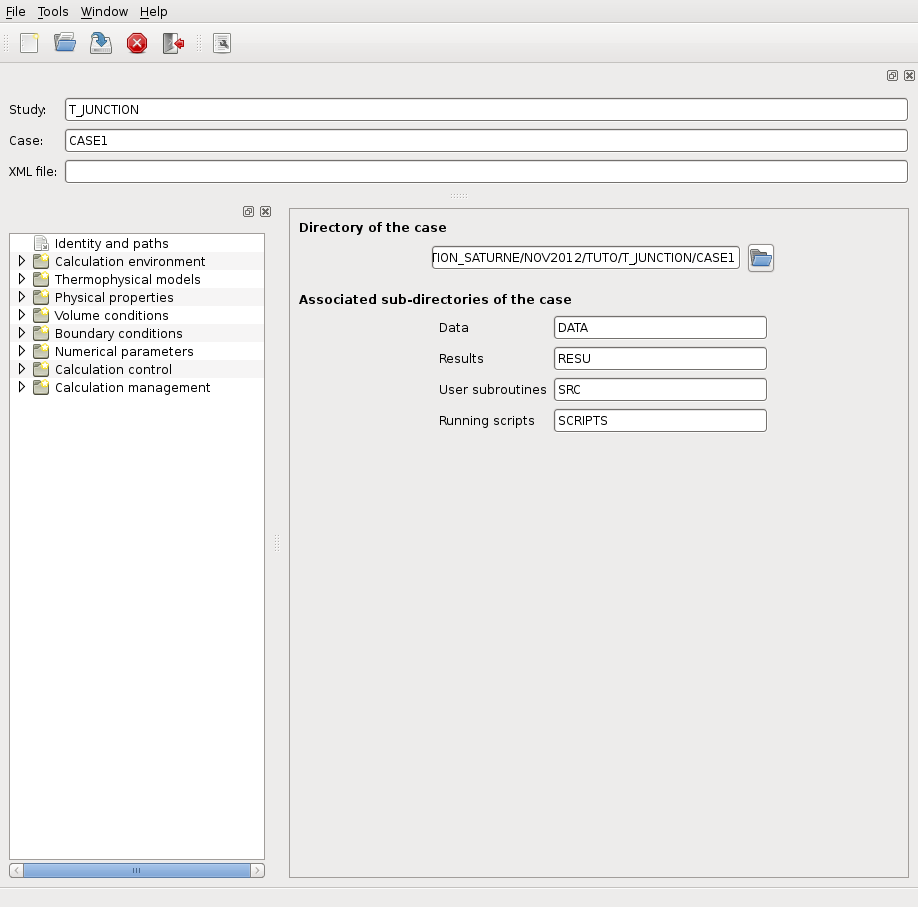 File Tools Window Help
Study: T_JUNCTION
Case: CASE1
XML file:
Identity and paths
Calculation environment
Thermophysical models
Physical properties
Volume conditions
Boundary conditions
Numerical parameters
Calculation control
Calculation management
Directory of the case
TION_SATURNE/NOV2012/TUTO/T_JUNCTION/CASE1
Associated sub-directories of the case
Data DATA
Results RESU
User subroutines SRC
Running scripts SCRIPTS